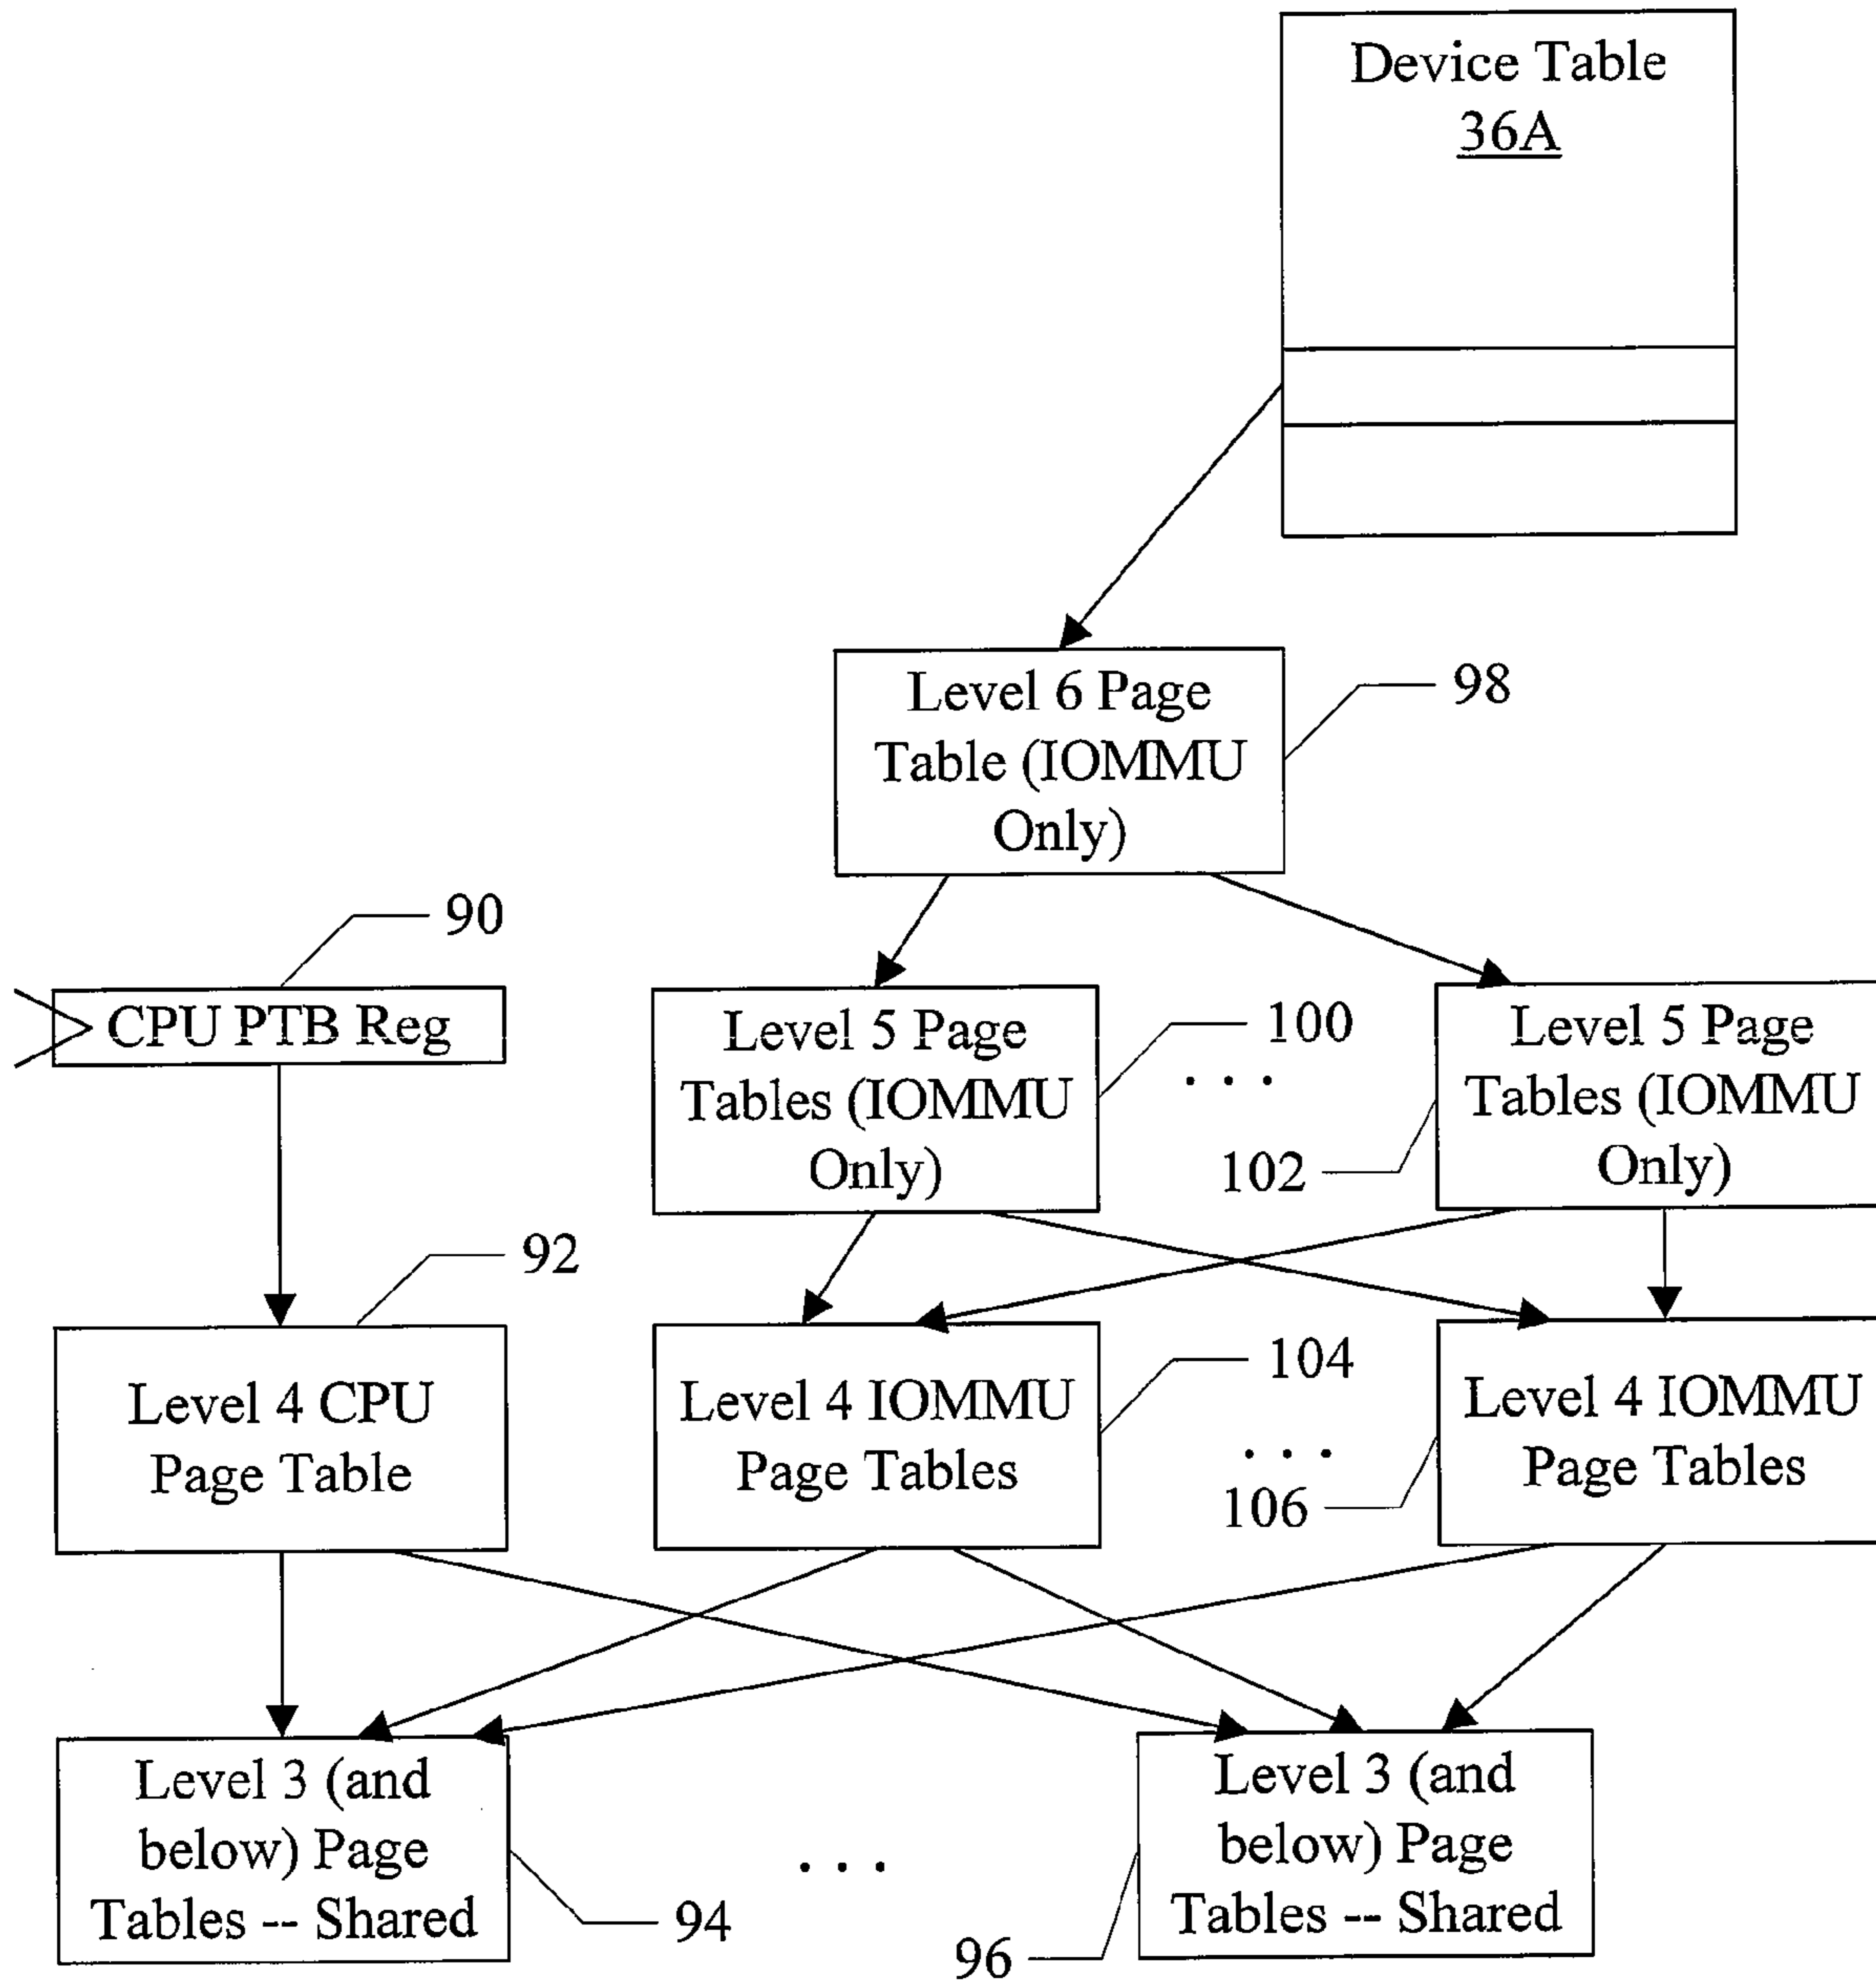 Device Table
36A
Level 6 Page
Table (IOMMU
Only)
98
90
CPU PTB Reg
Level 5 Page
Tables (IOMMU
Only)
100
. . .
102
Level 5 Page
Tables (IOMMU
Only)
92
Level 4 CPU
Page Table
Level 4 IOMMU
Page Tables
104
. . .
106
Level 4 IOMMU
Page Tables
Level 3 (and
below) Page
Tables -- Shared
94
. . .
96
Level 3 (and
below) Page
Tables -- Shared